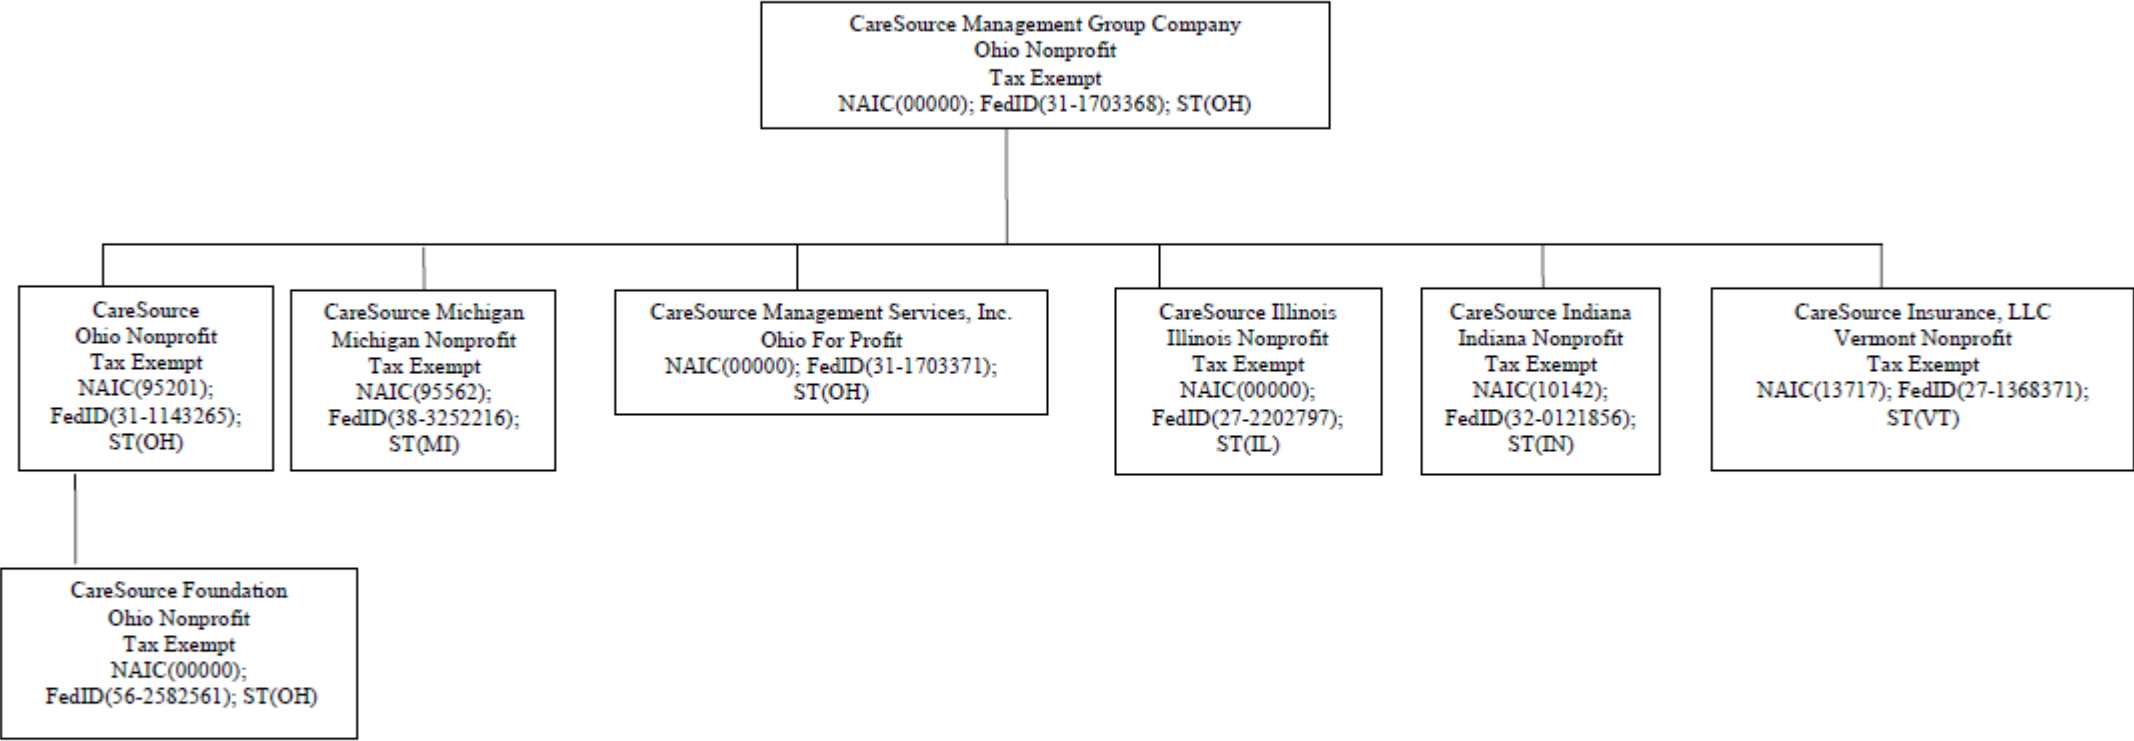 CareSource Management Group Company
Ohio Nonprofit
Tax Exempt
NAIC(00000); FedID(31-1703368); ST(OH)
CareSource
Ohio Nonprofit
Tax Exempt
NAIC(95201);
FedID(31-1143265);
ST(OH)
CareSource Michigan
Michigan Nonprofit
Tax Exempt
NAIC(95562);
FedID(38-3252216);
ST(MI)
CareSource Management Services, Inc.
Ohio For Profit
NAIC(00000); FedID(31-1703371);
ST(OH)
CareSource Illinois
Illinois Nonprofit
Tax Exempt
NAIC(00000);
FedID(27-2202797);
ST(IL)
CareSource Indiana
Indiana Nonprofit
Tax Exempt
NAIC(10142);
FedID(32-0121856);
ST(IN)
CareSource Insurance, LLC
Vermont Nonprofit
Tax Exempt
NAIC(13717); FedID(27-1368371);
ST(VT)
CareSource Foundation
Ohio Nonprofit
Tax Exempt
NAIC(00000);
FedID(56-2582561); ST(OH)